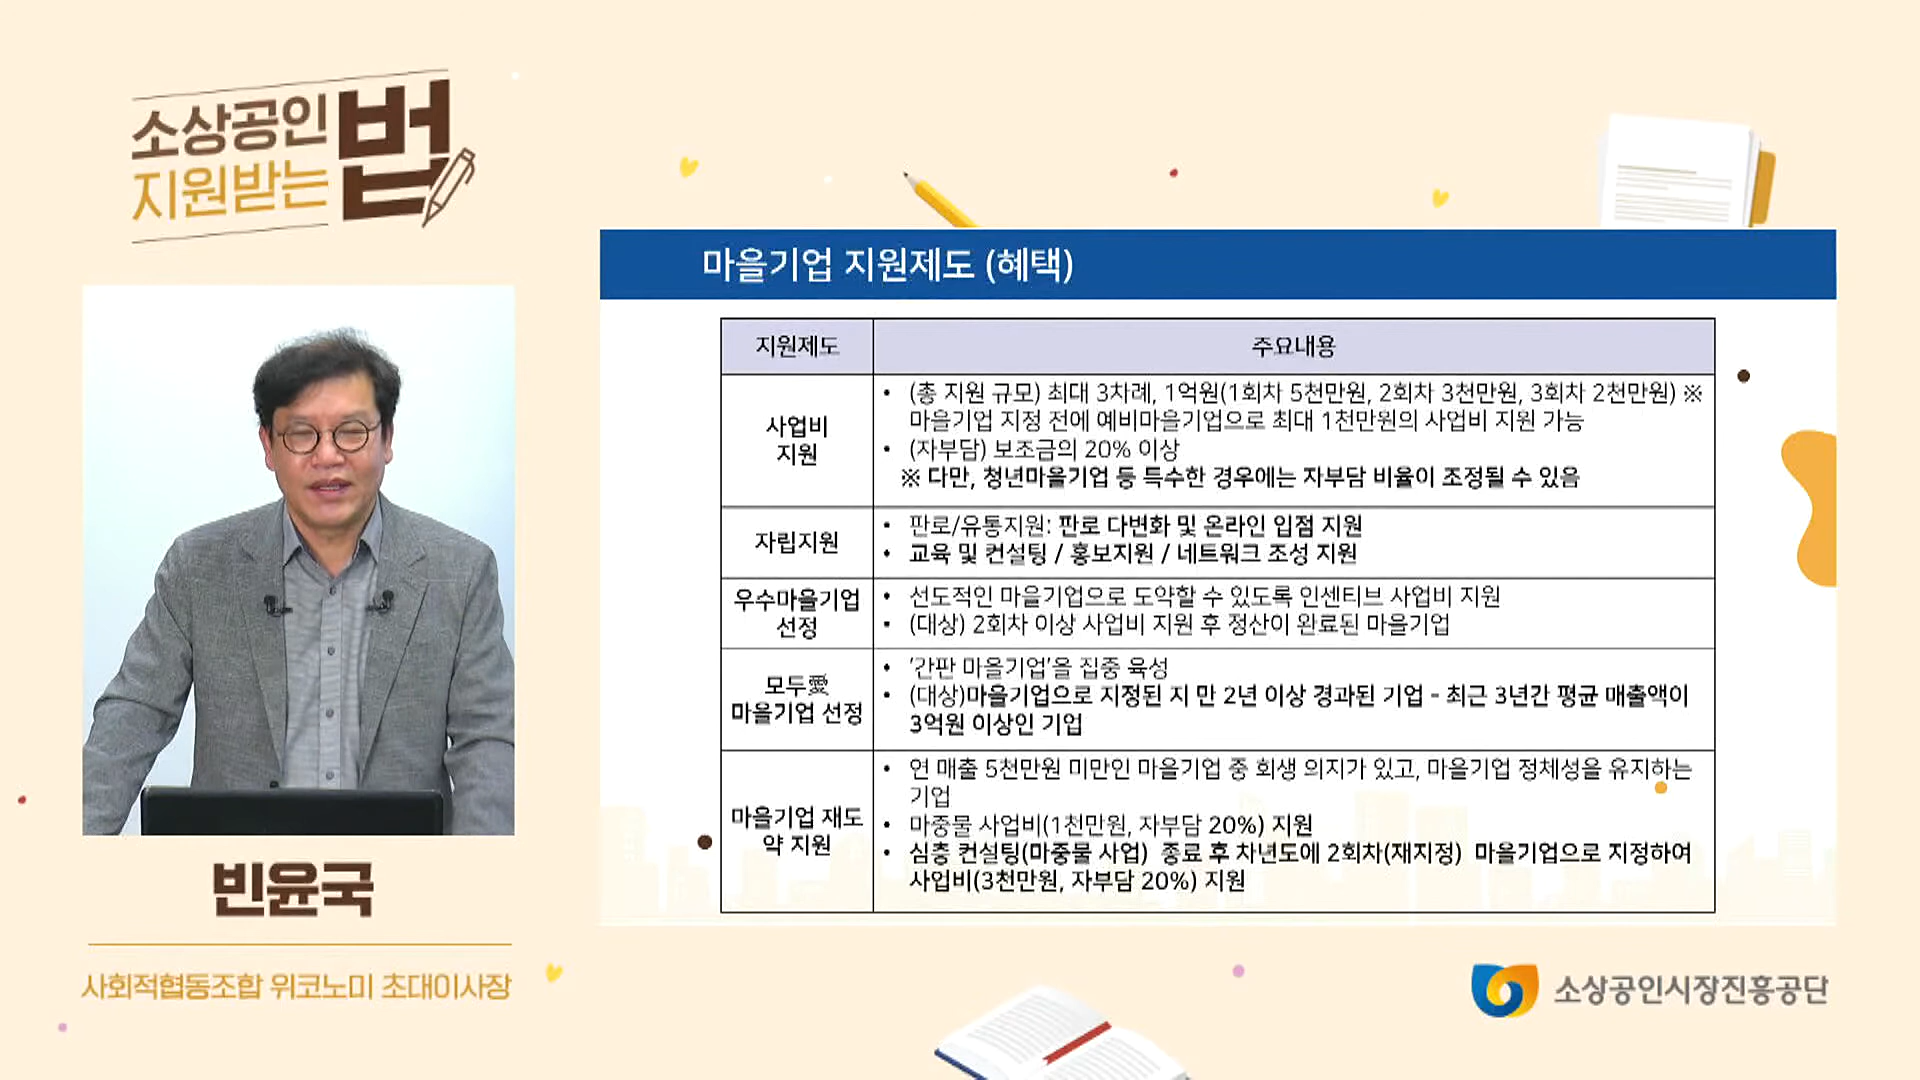 소상공인
지원받는
법
빈윤국
사회적협동조합 위코노미 초대이사장
마을기업 지원제도 (혜택)
지원제도
주요내용
사업비
지원
• (총 지원 규모) 최대 3차례, 1억원(1회차 5천만원, 2회차 3천만원, 3회차 2천만원) ※
마을기업 지정 전에 예비마을기업으로 최대 1천만원의 사업비 지원 가능
• (자부담) 보조금의 20% 이상
※ 다만, 청년마을기업 등 특수한 경우에는 자부담 비율이 조정될 수 있음
자립지원
• 판로/유통지원: 판로 다변화 및 온라인 입점 지원
• 교육 및 컨설팅 / 홍보지원 / 네트워크 조성 지원
우수마을기업
선정
• 선도적인 마을기업으로 도약할 수 있도록 인센티브 사업비 지원
• (대상) 2회차 이상 사업비 지원 후 정산이 완료된 마을기업
모두愛
마을기업 선정
• '간판 마을기업'을 집중 육성
• (대상)마을기업으로 지정된 지 만 2년 이상 경과된 기업 - 최근 3년간 평균 매출액이
3억원 이상인 기업
마을기업 재도
약 지원
• 연 매출 5천만원 미만인 마을기업 중 회생 의지가 있고, 마을기업 정체성을 유지하는
기업
• 마중물 사업비(1천만원, 자부담 20%) 지원
• 심층 컨설팅(마중물 사업) 종료 후 차년도에 2회차(재지정) 마을기업으로 지정하여
사업비(3천만원, 자부담 20%) 지원
소상공인시장진흥공단